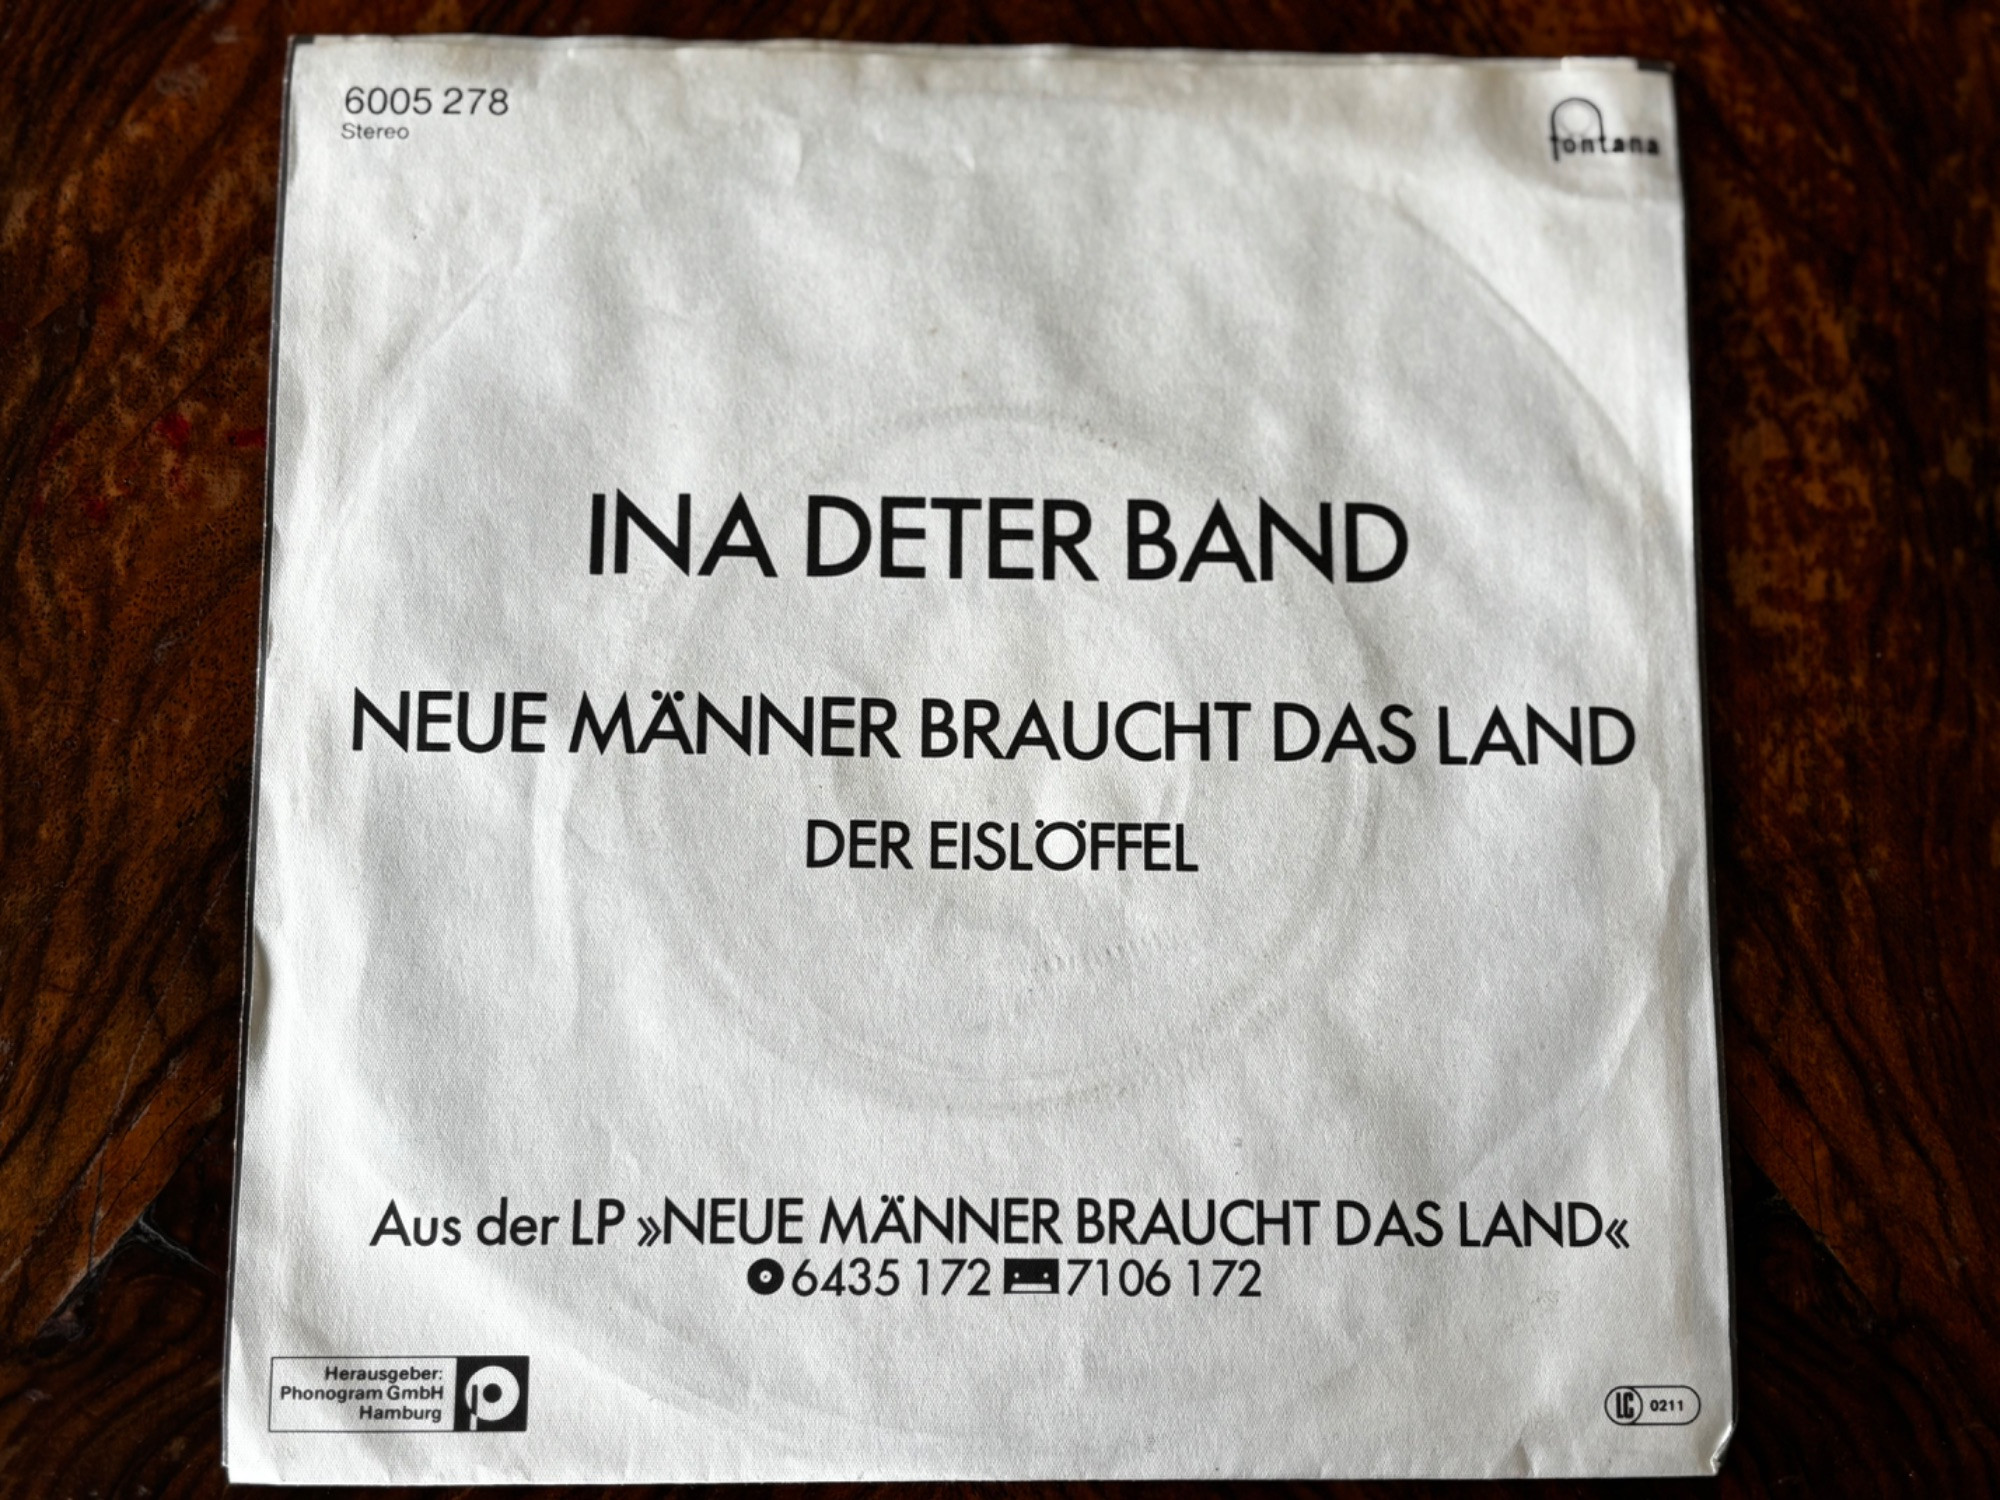 6005 278
Stereo
fontana
INA DETER BAND
NEUE MÄNNER BRAUCHT DAS LAND
DER EISLÖFFEL
Aus der LP »NEUE MÄNNER BRAUCHT DAS LAND«
6435 172 7106 172
Herausgeber:
Phonogram GmbH
Hamburg
LC 0211